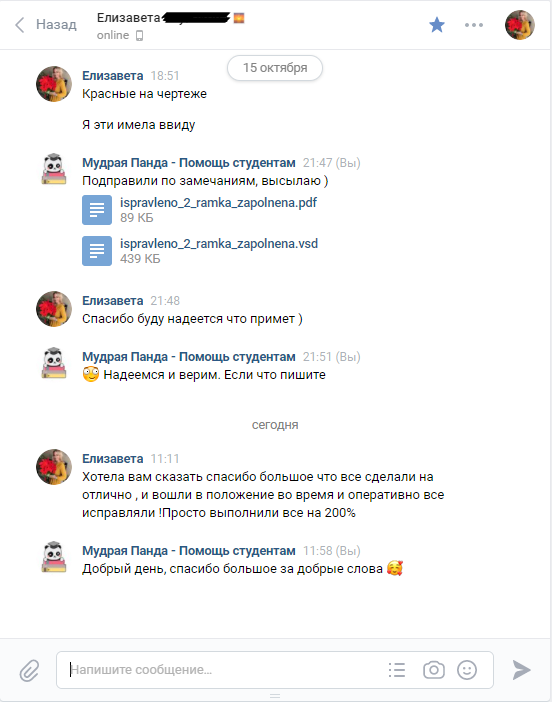 Назад
Елизавета
online
15 октября
Елизавета 18:51
Красные на чертеже
Я эти имела ввиду
Мудрая Панда - Помощь студентам 21:47 (Вы)
Подправили по замечаниям, высылаю )
ispravleno_2_ramka_zapolnena.pdf
89 КБ
ispravleno_2_ramka_zapolnena.vsd
439 КБ
Елизавета 21:48
Спасибо буду надеется что примет )
Мудрая Панда - Помощь студентам 21:51 (Вы)
😳 Надеемся и верим. Если что пишите
сегодня
Елизавета 11:11
Хотела вам сказать спасибо большое что все сделали на
отлично , и вошли в положение во время и оперативно все
исправляли !Просто выполнили все на 200%
Мудрая Панда - Помощь студентам 11:58 (Вы)
Добрый день, спасибо большое за добрые слова 🥰
Напишите сообщение...